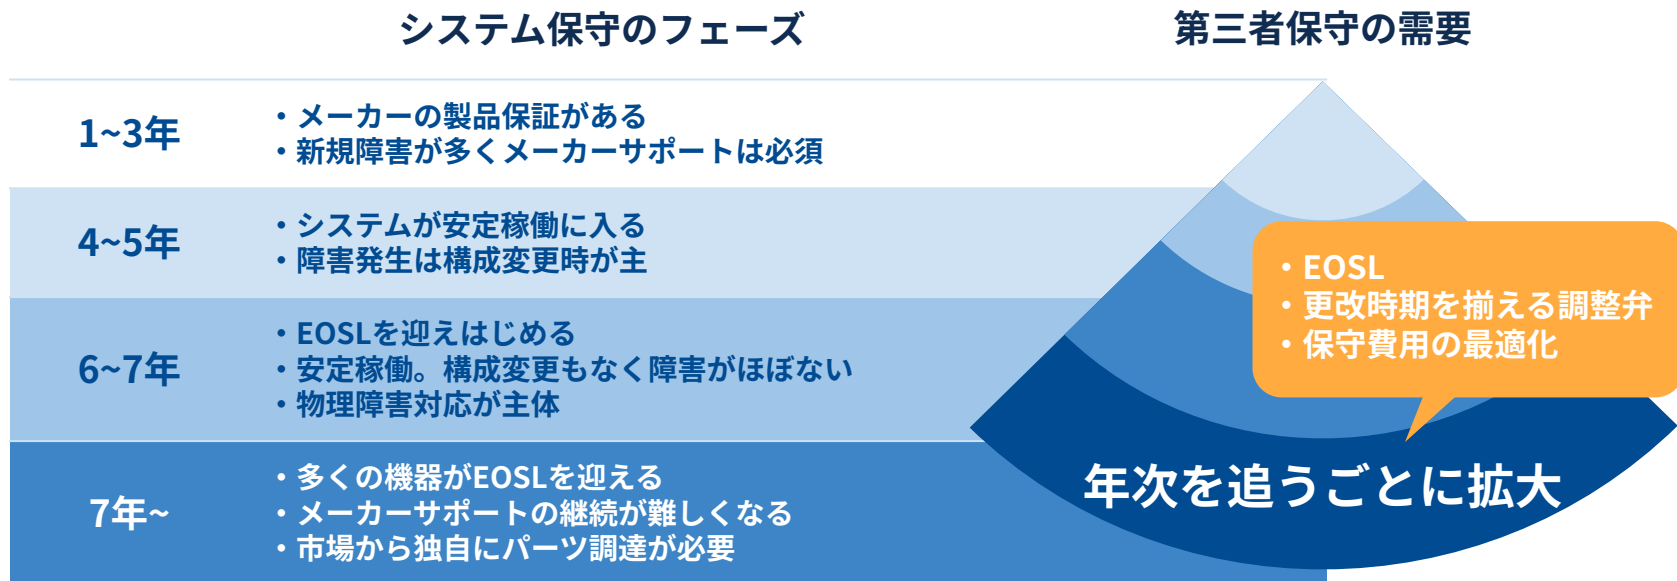 システム保守のフェーズ
第三者保守の需要
1~3年
・メーカーの製品保証がある
・新規障害が多くメーカーサポートは必須
4~5年
・システムが安定稼働に入る
・障害発生は構成変更時が主
6~7年
・EOSLを迎えはじめる
・安定稼働。構成変更もなく障害がほぼない
・物理障害対応が主体
7年~
・多くの機器がEOSLを迎える
・メーカーサポートの継続が難しくなる
・市場から独自にパーツ調達が必要
・EOSL
・更改時期を揃える調整弁
・保守費用の最適化
年次を追うごとに拡大